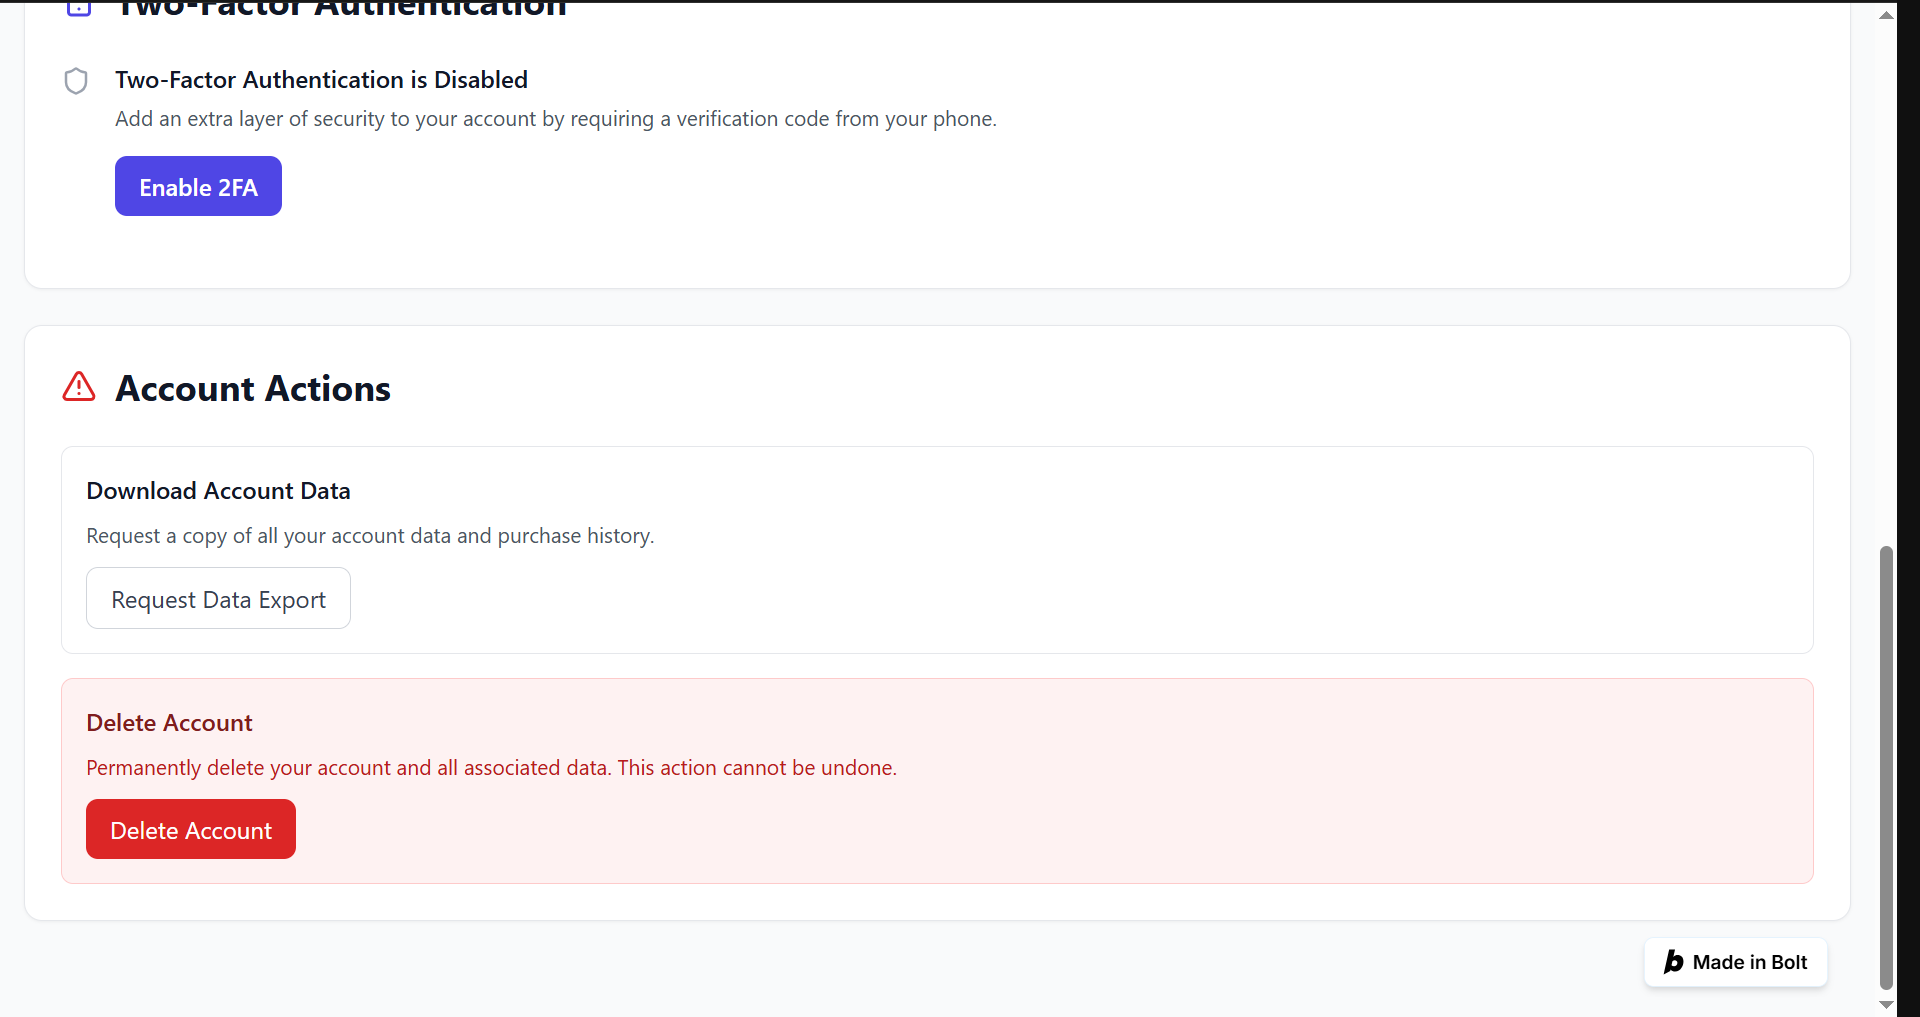 Two-Factor Authentication
Two-Factor Authentication is Disabled
Add an extra layer of security to your account by requiring a verification code from your phone.
Enable 2FA
Account Actions
Download Account Data
Request a copy of all your account data and purchase history.
Request Data Export
Delete Account
Permanently delete your account and all associated data. This action cannot be undone.
Delete Account
b Made in Bolt